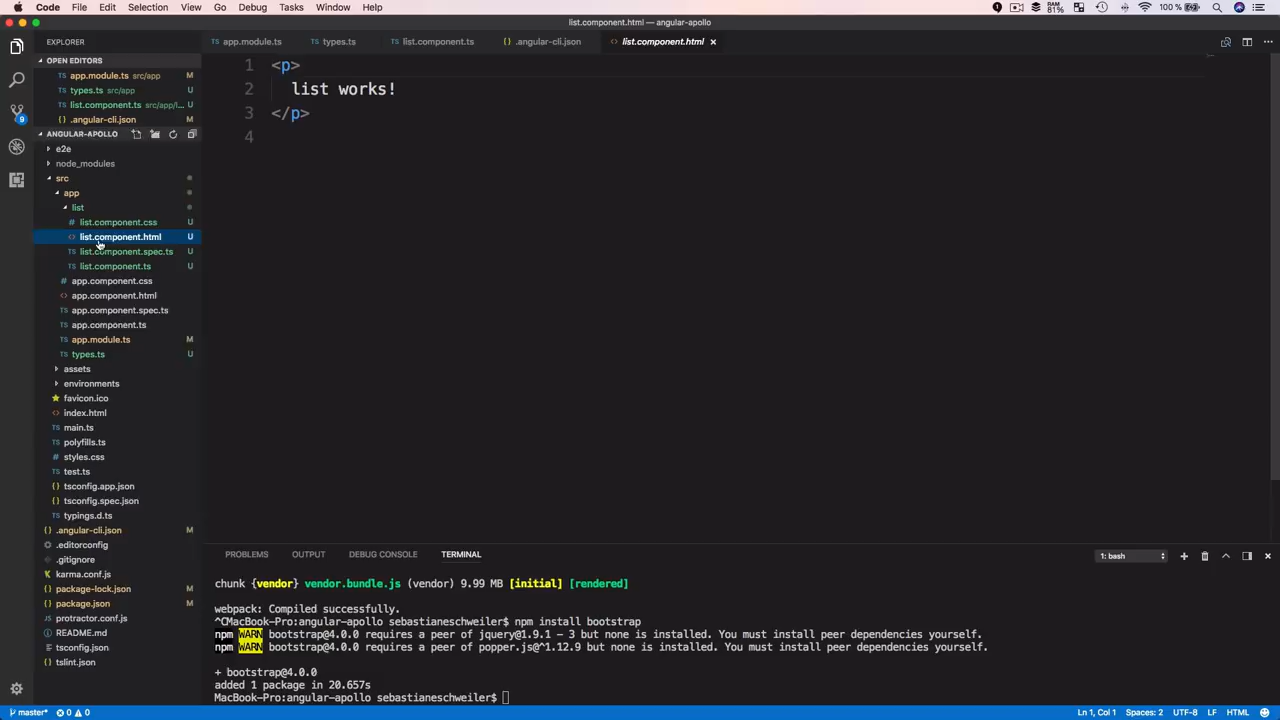 Code File Edit Selection View Go Debug Tasks Window Help RAM 81% 100 %
list.component.html — angular-apollo
EXPLORER
app.module.ts types.ts list.component.ts .angular-cli.json list.component.html
OPEN EDITORS
app.module.ts src/app M
types.ts src/app U
list.component.ts src/app/l... U
.angular-cli.json M
ANGULAR-APOLLO
e2e
node_modules
src
app
list
list.component.css U
list.component.html U
list.component.spec.ts U
list.component.ts U
app.component.css
app.component.html
app.component.spec.ts
app.component.ts
app.module.ts M
types.ts U
assets
environments
favicon.ico
index.html
main.ts
polyfills.ts
styles.css
test.ts
tsconfig.app.json
tsconfig.spec.json
typings.d.ts
.angular-cli.json M
.editorconfig
.gitignore
karma.conf.js
package-lock.json M
package.json M
protractor.conf.js
README.md
tsconfig.json
tslint.json
9
1 <p>
2 list works!
3 </p>
4
PROBLEMS OUTPUT DEBUG CONSOLE TERMINAL 1: bash
chunk {vendor} vendor.bundle.js (vendor) 9.99 MB [initial] [rendered]
webpack: Compiled successfully.
^CMacBook-Pro:angular-apollo sebastianeschweiler$ npm install bootstrap
npm WARN bootstrap@4.0.0 requires a peer of jquery@1.9.1 - 3 but none is installed. You must install peer dependencies yourself.
npm WARN bootstrap@4.0.0 requires a peer of popper.js@^1.12.9 but none is installed. You must install peer dependencies yourself.
+ bootstrap@4.0.0
added 1 package in 20.657s
MacBook-Pro:angular-apollo sebastianeschweiler$
master* 0 0 Ln 1, Col 1 Spaces: 2 UTF-8 LF HTML